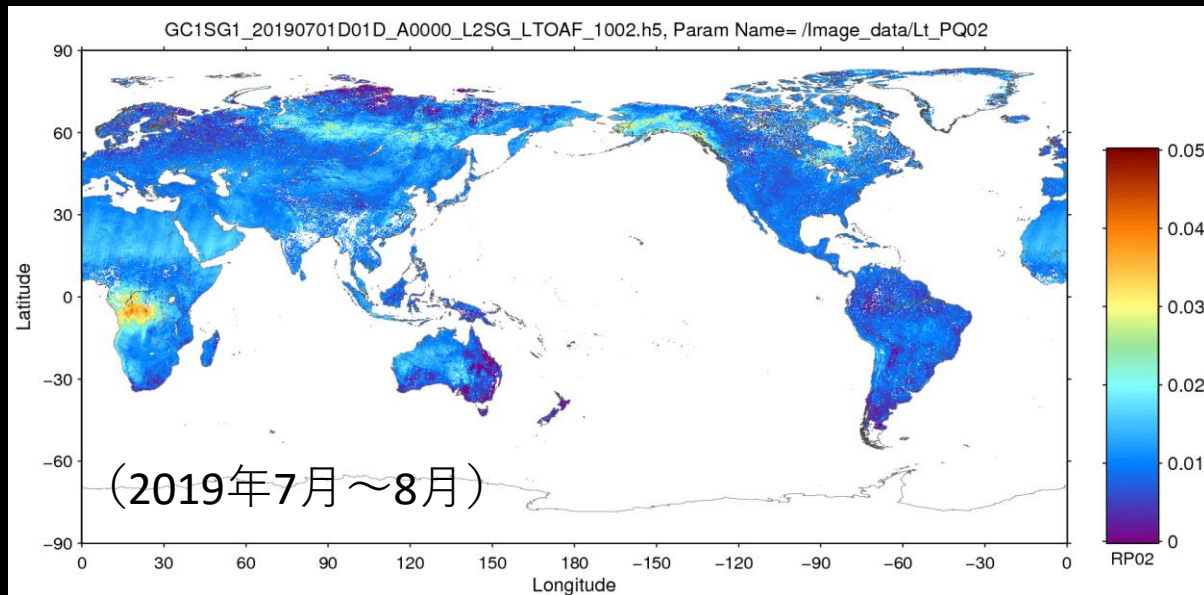 GC1SG1_20190701D01D_A0000_L2SG_LTOAF_1002.h5, Param Name= /Image_data/Lt_PQ02
90
60
30
0
−30
−60
−90
Latitude
（2019年7月～8月）
0 30 60 90 120 150 180 −150 −120 −90 −60 −30 0
Longitude
0.05
0.04
0.03
0.02
0.01
0
RP02